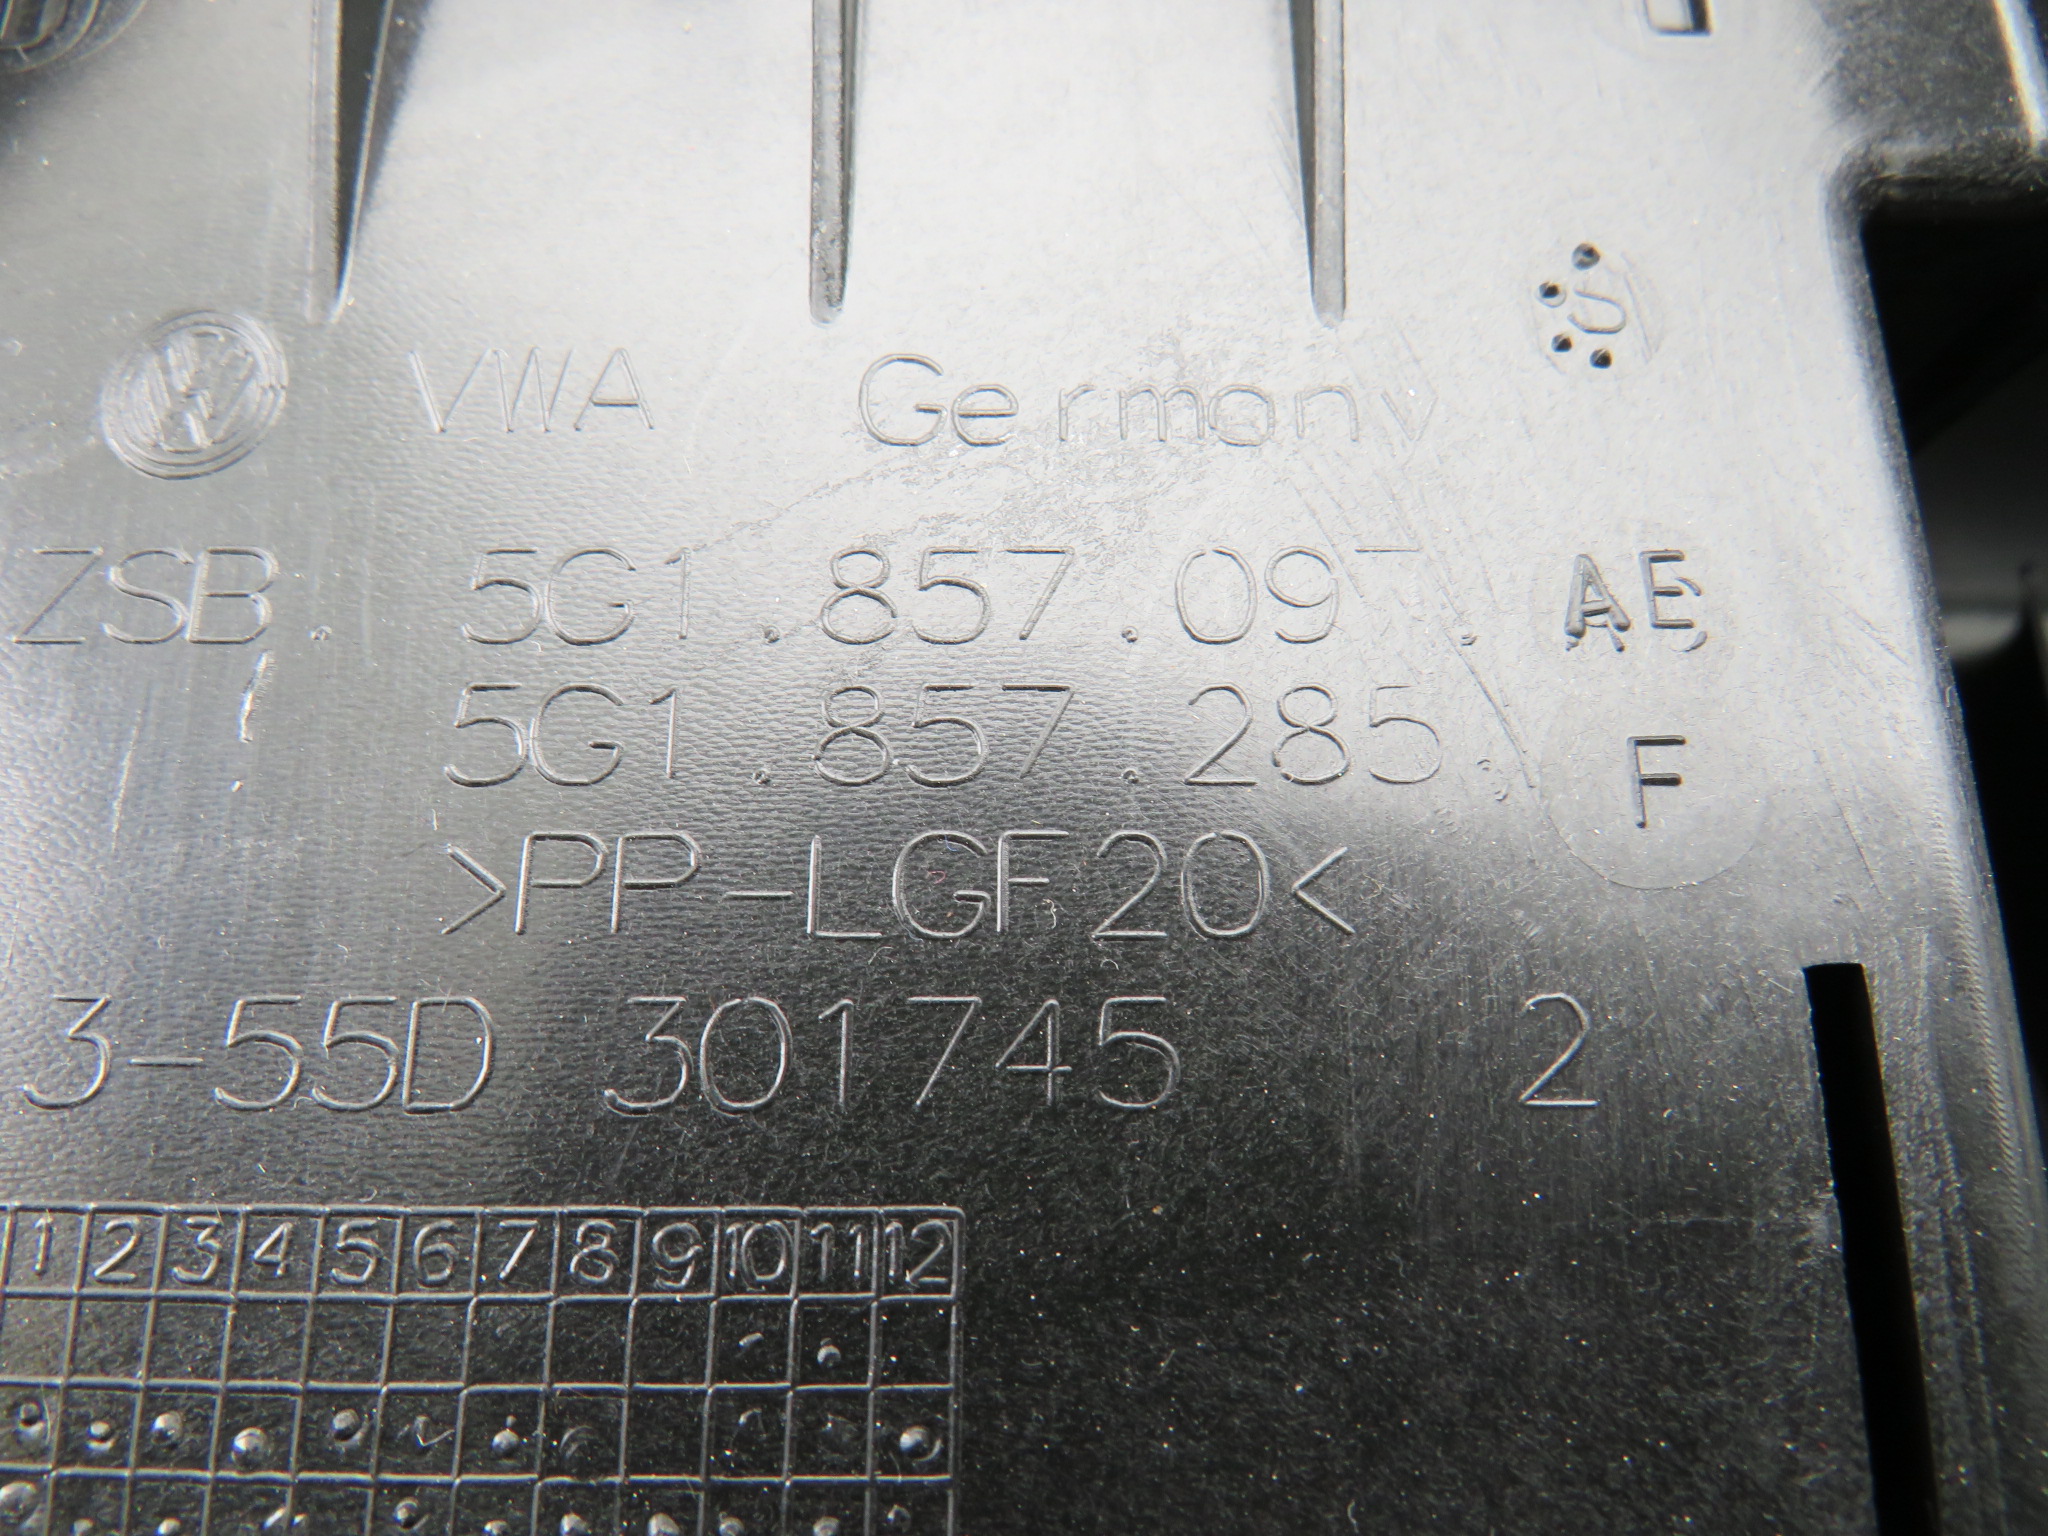 VWA Germany
ZSB. 5G1.857.097. AE
5G1.857.285. F
>PP-LGF20<
3-55D 301745 2
1 2 3 4 5 6 7 8 9 10 11 12